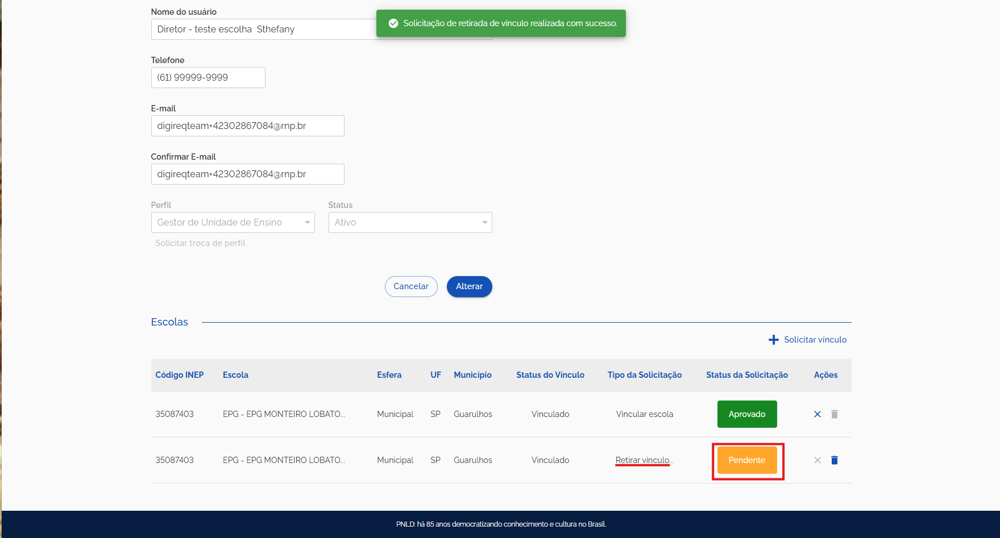 Nome do usuário
Diretor - teste escolha  Sthefany
Solicitação de retirada de vínculo realizada com sucesso.
Telefone
(61) 99999-9999
E-mail
digireqteam+42302867084@rnp.br
Confirmar E-mail
digireqteam+42302867084@rnp.br
Perfil Status
Gestor de Unidade de Ensino Ativo
Solicitar troca de perfil
Cancelar Alterar
Escolas
Solicitar vínculo
Código INEP Escola Esfera UF Município Status do Vínculo Tipo da Solicitação Status da Solicitação Ações
35087403 EPG - EPG MONTEIRO LOBATO... Municipal SP Guarulhos Vinculado Vincular escola Aprovado
35087403 EPG - EPG MONTEIRO LOBATO... Municipal SP Guarulhos Vinculado Retirar vínculo... Pendente
PNLD: há 85 anos democratizando conhecimento e cultura no Brasil.